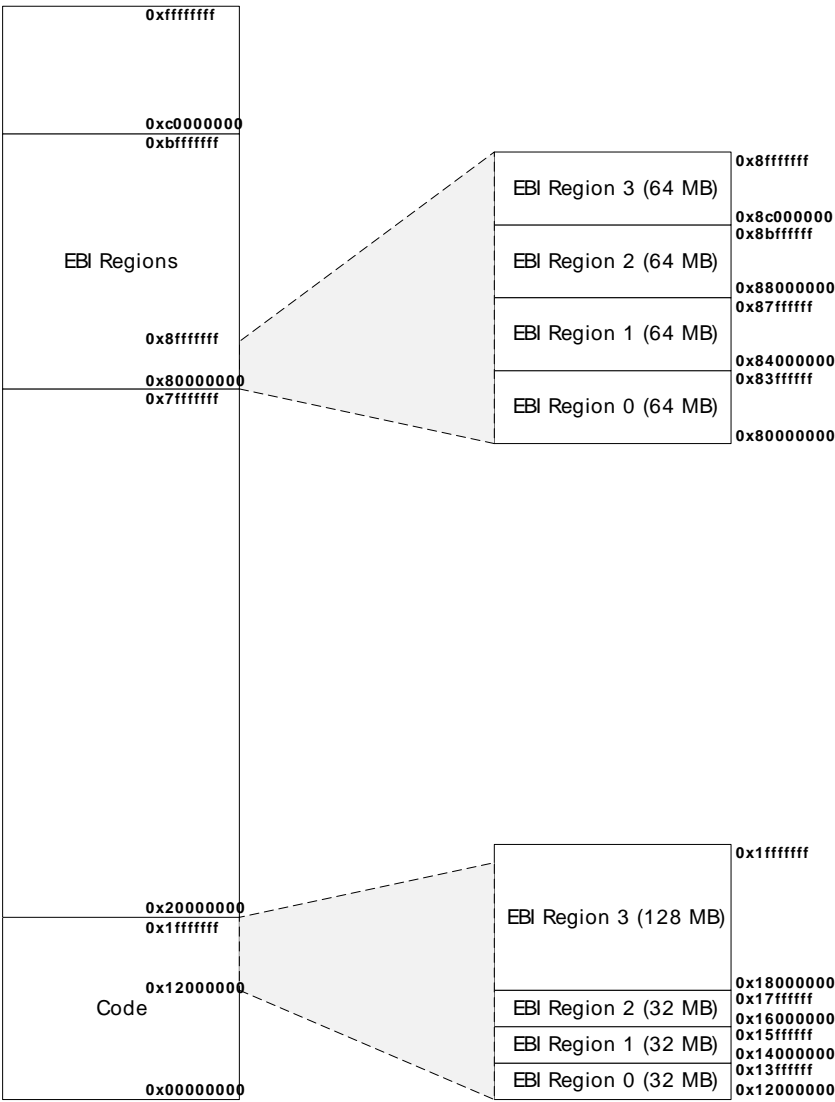 0xffffffff
0xc0000000
0xbfffffff
EBI Regions
0x8fffffff
0x80000000
0x7fffffff
0x20000000
0x1fffffff
0x12000000
Code
0x00000000
0x8fffffff
EBI Region 3 (64 MB)
0x8c000000
0x8bffffff
EBI Region 2 (64 MB)
0x88000000
0x87ffffff
EBI Region 1 (64 MB)
0x84000000
0x83ffffff
EBI Region 0 (64 MB)
0x80000000
0x1fffffff
EBI Region 3 (128 MB)
0x18000000
0x17ffffff
EBI Region 2 (32 MB)
0x16000000
0x15ffffff
EBI Region 1 (32 MB)
0x14000000
0x13ffffff
EBI Region 0 (32 MB)
0x12000000